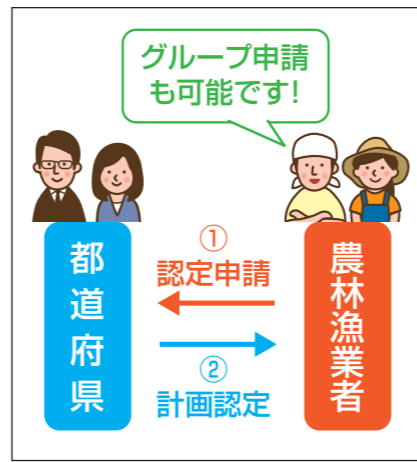 グループ申請
も可能です!
都道府県
①
認定申請
農林漁業者
②
計画認定